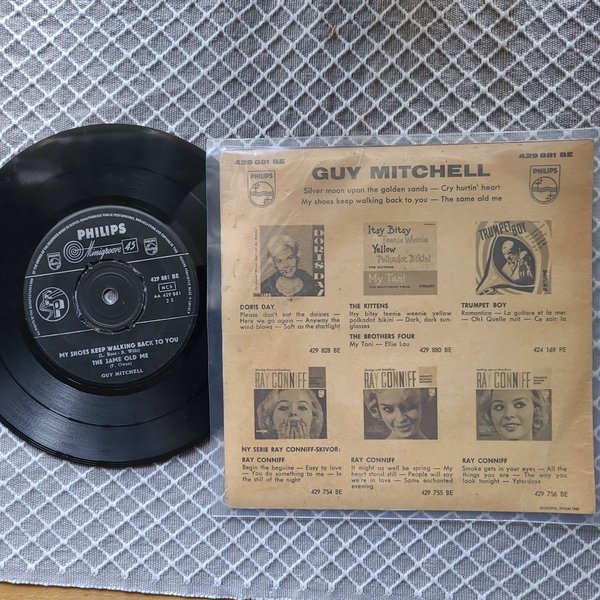 PHILIPS
Minigroove 45
429 881 BE
NCB
AA 429 881
MY SHOES KEEP WALKING BACK TO YOU
THE SAME OLD ME
GUY MITCHELL
429 881 BE
429 881 BE
GUY MITCHELL
PHILIPS
PHILIPS
Silver moon upon the golden sands — Cry hurtin' heart
My shoes keep walking back to you — The same old me
DORIS DAY
Itsy Bitsy
Teenie Weenie
Yellow
Polkadot Bikini
My Tani
TRUMPET BOY
DORIS DAY
Please don't eat the daisies —
Here we go again — Anyway the
wind blows — Soft as the starlight
429 828 BE
THE KITTENS
Itsy bitsy teenie weenie yellow
polkadot bikini — Dark, dark sun-
glasses
429 880 BE
THE BROTHERS FOUR
My Tani — Ellie Lou
TRUMPET BOY
Romantica — La guitare et la mer
— Oh! Quelle nuit — Ce soir la
424 169 PE
RAY CONNIFF
RAY CONNIFF
RAY CONNIFF
NY SERIE RAY CONNIFF-SKIVOR:
RAY CONNIFF
Begin the beguine — Easy to love
— You do something to me — In
the still of the night
429 754 BE
RAY CONNIFF
It might as well be spring — My
heart stood still — People will say
we're in love — Some enchanted
evening
429 755 BE
RAY CONNIFF
Smoke gets in your eyes — All the
things you are — The way you
look tonight — Ysterdays
429 756 BE